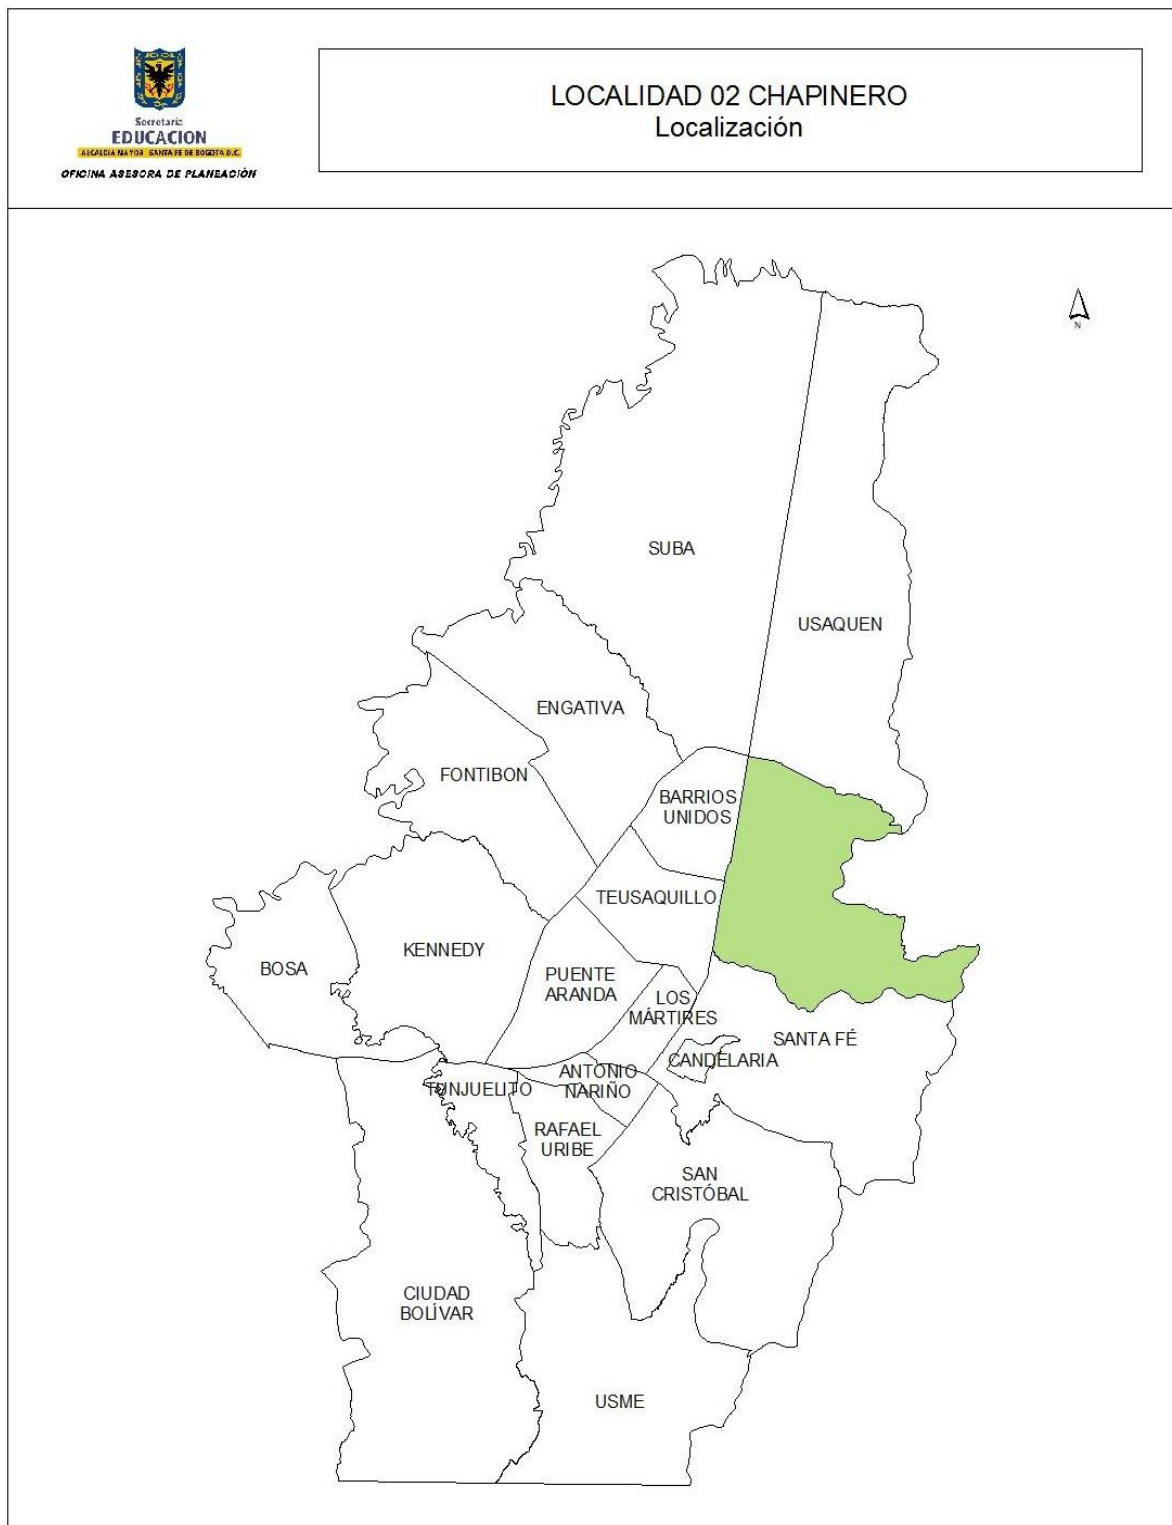 Secretaría
EDUCACION
ALCALDIA MAYOR SANTA FE DE BOGOTA D.C.
OFICINA ASESORA DE PLANEACIÓN
LOCALIDAD 02 CHAPINERO
Localización
N
SUBA
USAQUEN
ENGATIVA
FONTIBON
BARRIOS
UNIDOS
TEUSAQUILLO
KENNEDY
BOSA
PUENTE
ARANDA
LOS
MÁRTIRES
SANTA FÉ
CANDELARIA
ANTONIO
NARIÑO
TUNJUELITO
RAFAEL
URIBE
SAN
CRISTÓBAL
CIUDAD
BOLÍVAR
USME